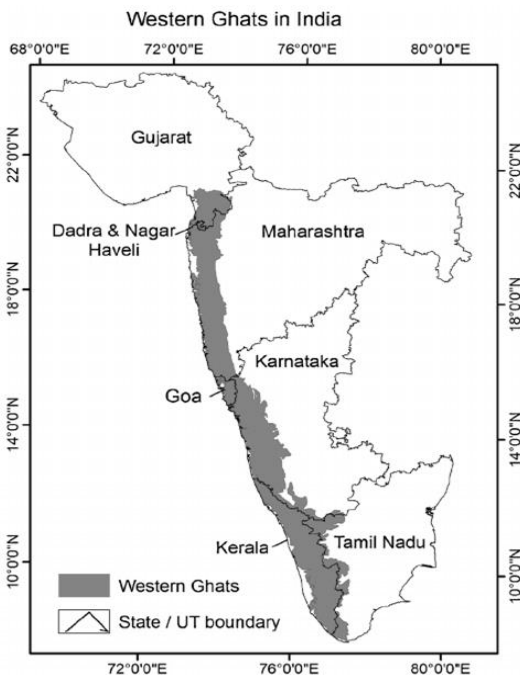 Western Ghats in India
68°0'0"E 72°0'0"E 76°0'0"E 80°0'0"E
Gujarat
22°0'0"N 22°0'0"N
Dadra & Nagar
Haveli
Maharashtra
18°0'0"N 18°0'0"N
Karnataka
Goa
14°0'0"N 14°0'0"N
Kerala
Tamil Nadu
10°0'0"N 10°0'0"N
Western Ghats
State / UT boundary
72°0'0"E 76°0'0"E 80°0'0"E